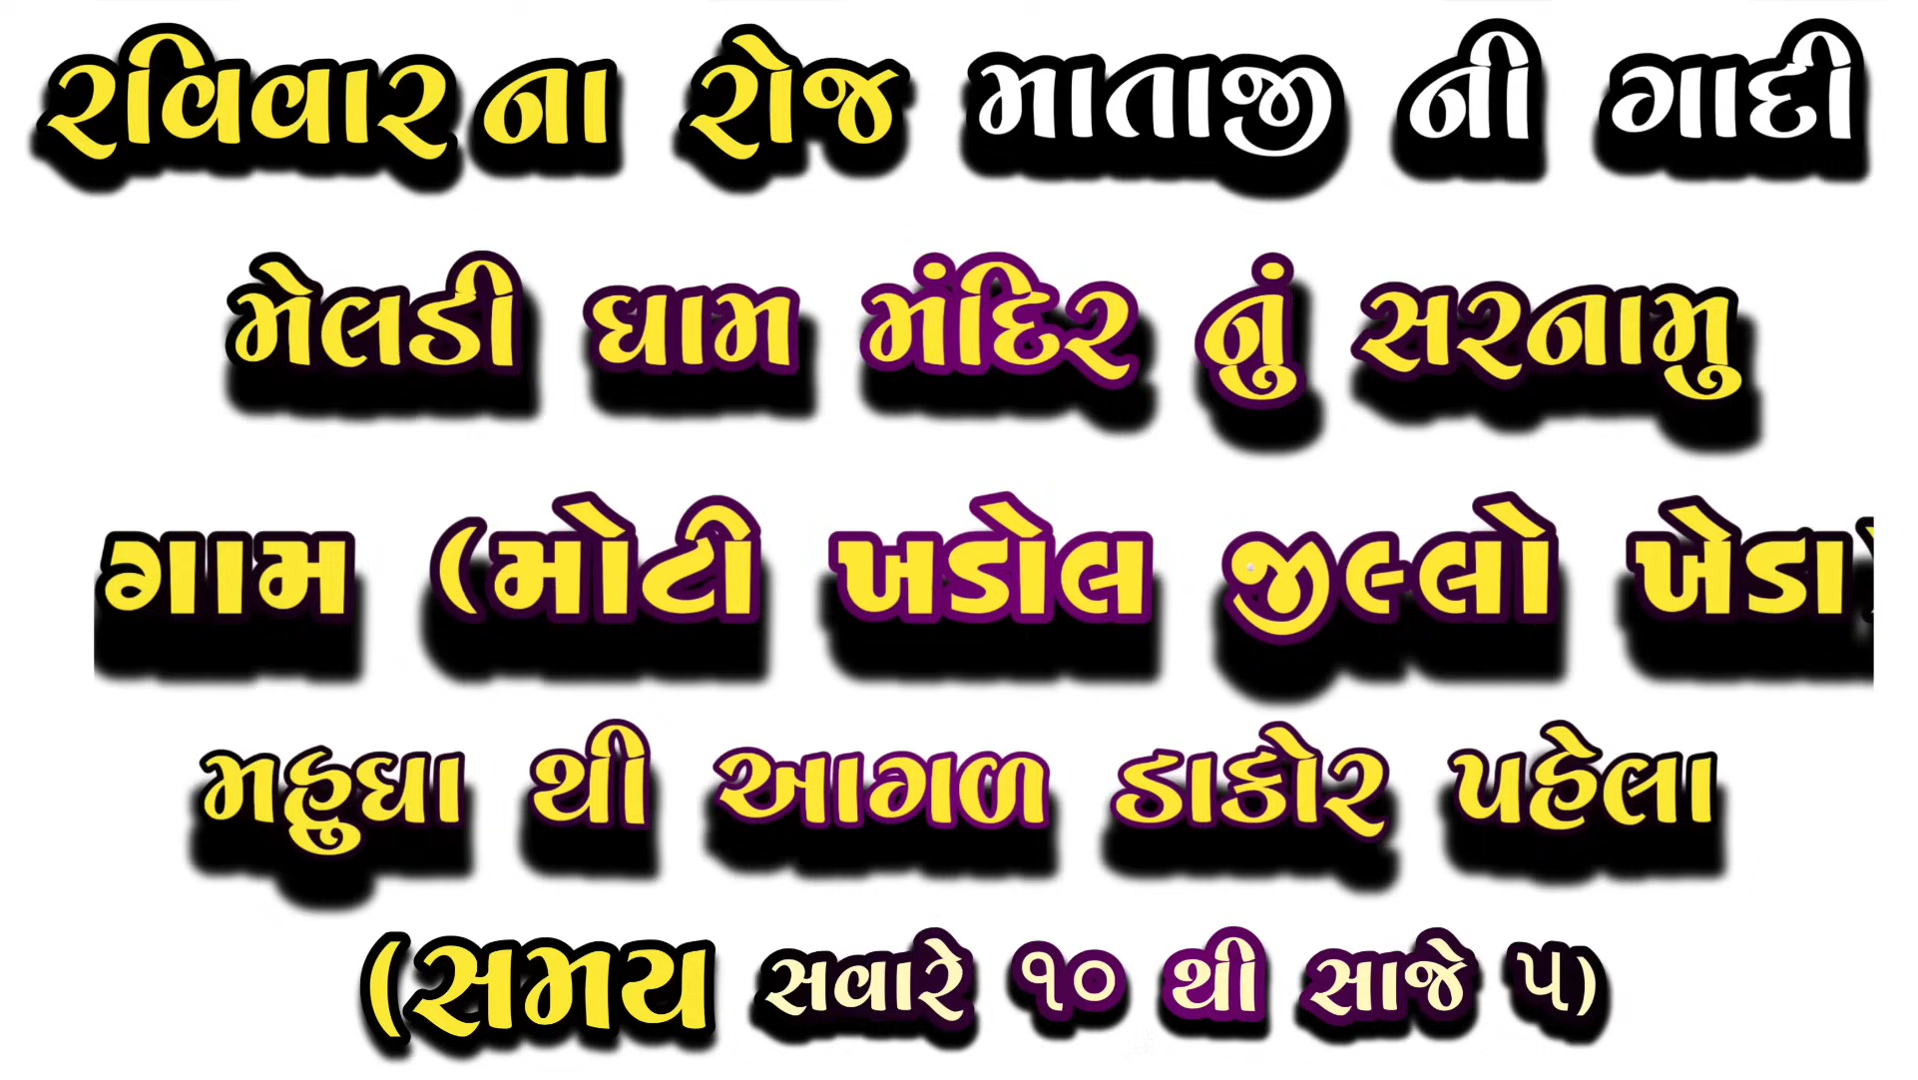 રવિવાર ના રોજ માતાજી ની ગાદી
મેલડી ધામ મંદિર નું સરનામુ
ગામ (મોટી ખડોલ જીલ્લો ખેડા)
મહુધા થી આગળ ડાકોર પહેલા
(સમય સવારે ૧૦ થી સાજે ૫)